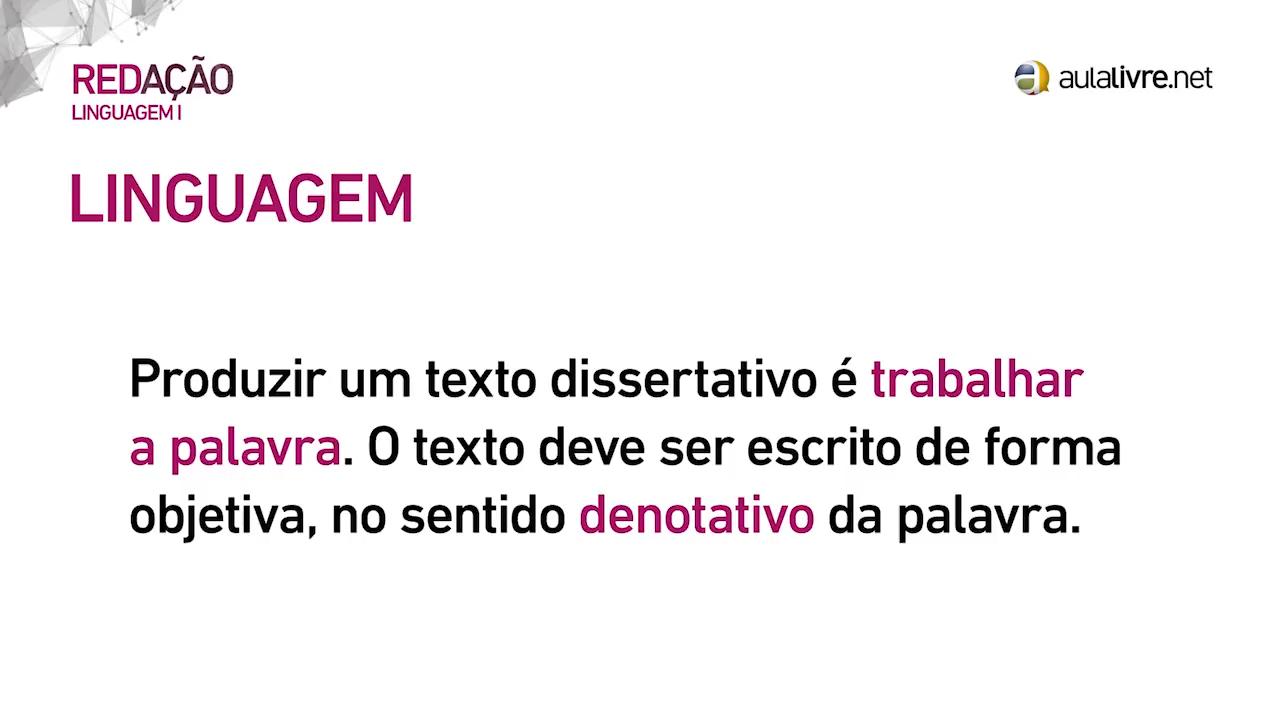 REDAÇÃO
LINGUAGEM I
aulalivre.net
LINGUAGEM
Produzir um texto dissertativo é trabalhar
a palavra. O texto deve ser escrito de forma
objetiva, no sentido denotativo da palavra.